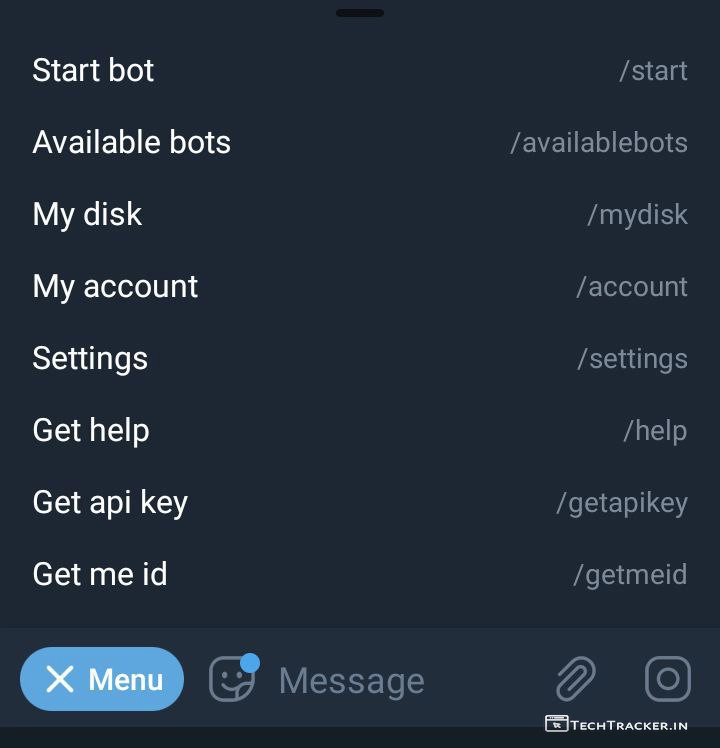 Start bot /start
Available bots /availablebots
My disk /mydisk
My account /account
Settings /settings
Get help /help
Get api key /getapikey
Get me id /getmeid
Menu Message
TECHTRACKER.IN